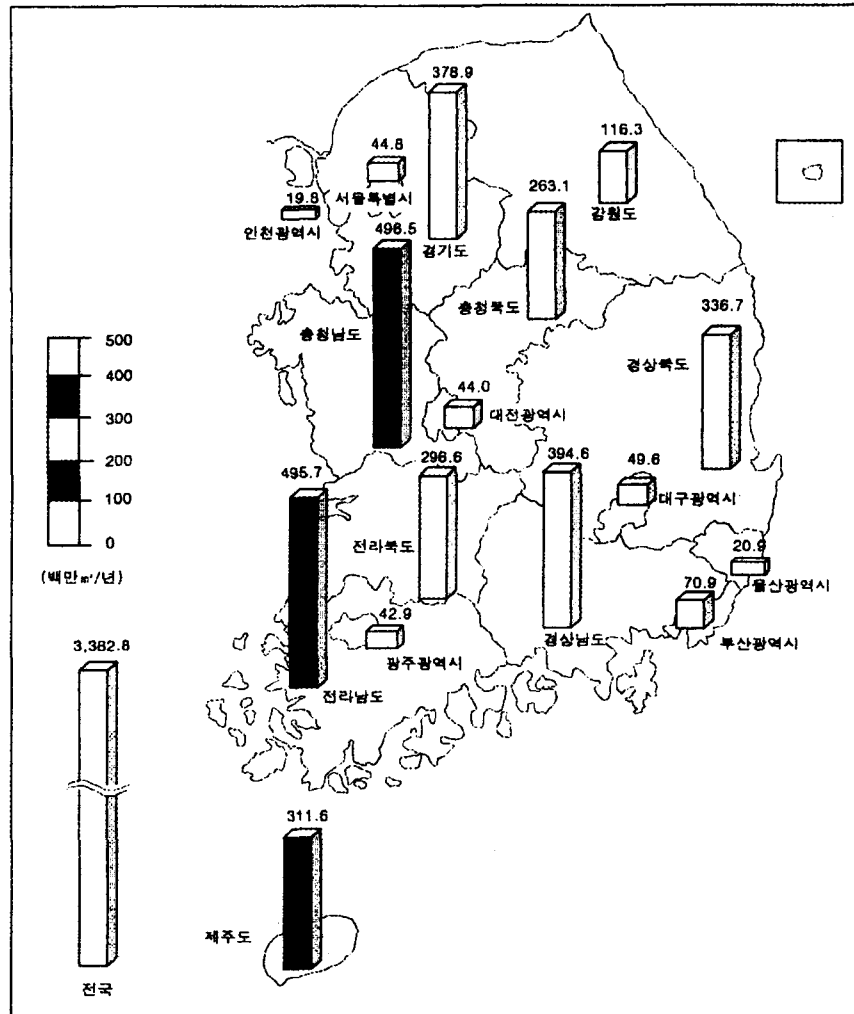 378.9
44.8
116.3
19.8
서울특별시
263.1
인천광역시
496.5
경기도
강원도
충청북도
336.7
충청남도
500
경상북도
400
44.0
대전광역시
300
296.6
394.6
49.6
200
495.7
대구광역시
100
전라북도
20.9
0
70.9
울산광역시
(백만㎥/년)
42.9
경상남도
부산광역시
광주광역시
3,382.8
전라남도
311.6
제주도
전국